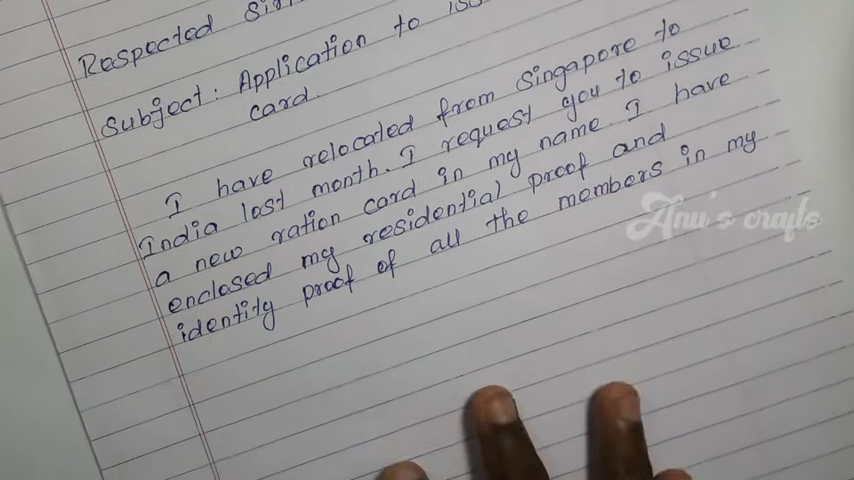 Respected
Subject: Application to
card.
I have relocated from Singapore to
India last month. I request you to issue
a new ration card in my name. I have
enclosed my residential proof and
identity proof of all the members in my
Anu's crafts